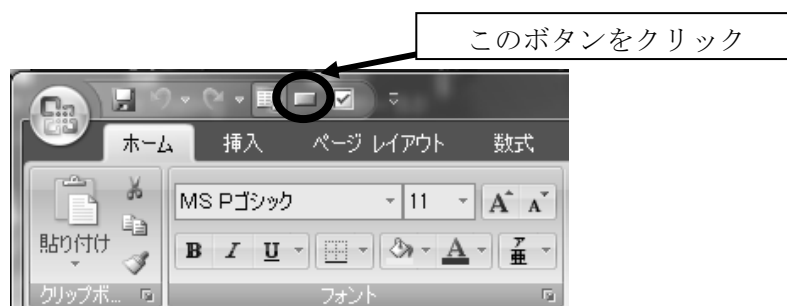 このボタンをクリック
ホーム 挿入 ページ レイアウト 数式
MS Pゴシック 11 A A
貼り付け B I U A ア亜
クリップボ... フォント